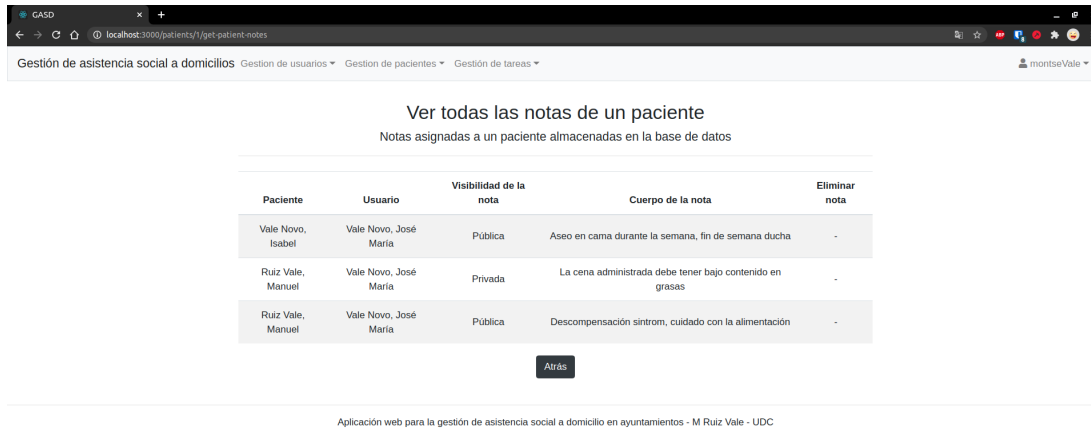 GASD
localhost:3000/patients/1/get-patient-notes
Gestión de asistencia social a domicilios Gestion de usuarios Gestion de pacientes Gestión de tareas montseVale
Ver todas las notas de un paciente
Notas asignadas a un paciente almacenadas en la base de datos
Paciente Usuario Visibilidad de la nota Cuerpo de la nota Eliminar nota
Vale Novo, Isabel Vale Novo, José María Pública Aseo en cama durante la semana, fin de semana ducha -
Ruiz Vale, Manuel Vale Novo, José María Privada La cena administrada debe tener bajo contenido en grasas -
Ruiz Vale, Manuel Vale Novo, José María Pública Descompensación sintrom, cuidado con la alimentación -
Atrás
Aplicación web para la gestión de asistencia social a domicilio en ayuntamientos - M Ruiz Vale - UDC